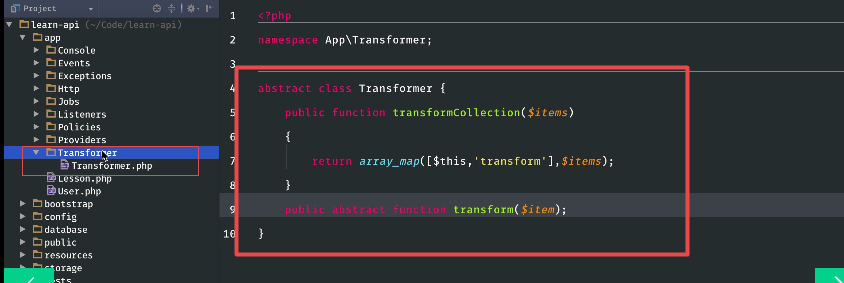 Project
learn-api (~/Code/learn-api)
app
Console
Events
Exceptions
Http
Jobs
Listeners
Policies
Providers
Transformer
Transformer.php
Lesson.php
User.php
bootstrap
config
database
public
resources
storage
1 <?php
2 namespace App\Transformer;
3
4 abstract class Transformer {
5 public function transformCollection($items)
6 {
7 return array_map([$this,'transform'],$items);
8 }
9 public abstract function transform($item);
10 }